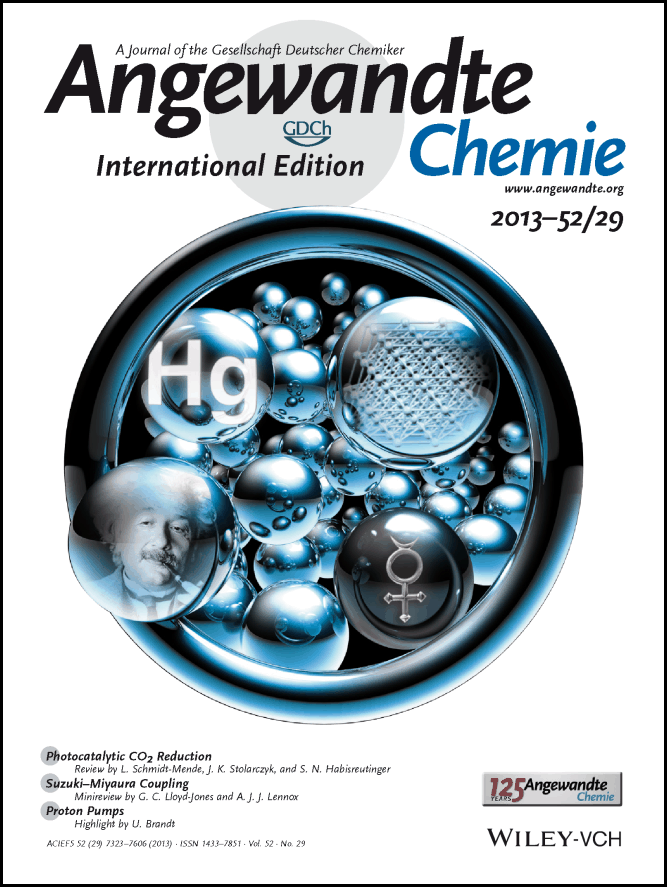 A Journal of the Gesellschaft Deutscher Chemiker
Angewandte
GDCh
Chemie
International Edition
www.angewandte.org
2013–52/29
Hg
Photocatalytic CO2 Reduction
Review by L. Schmidt-Mende, J. K. Stolarczyk, and S. N. Habisreutinger
Suzuki–Miyaura Coupling
Minireview by G. C. Lloyd-Jones and A. J. J. Lennox
Proton Pumps
Highlight by U. Brandt
ACIEFS 52 (29) 7323–7606 (2013) · ISSN 1433–7851 · Vol. 52 · No. 29
125 YEARS Angewandte
Chemie
WILEY-VCH